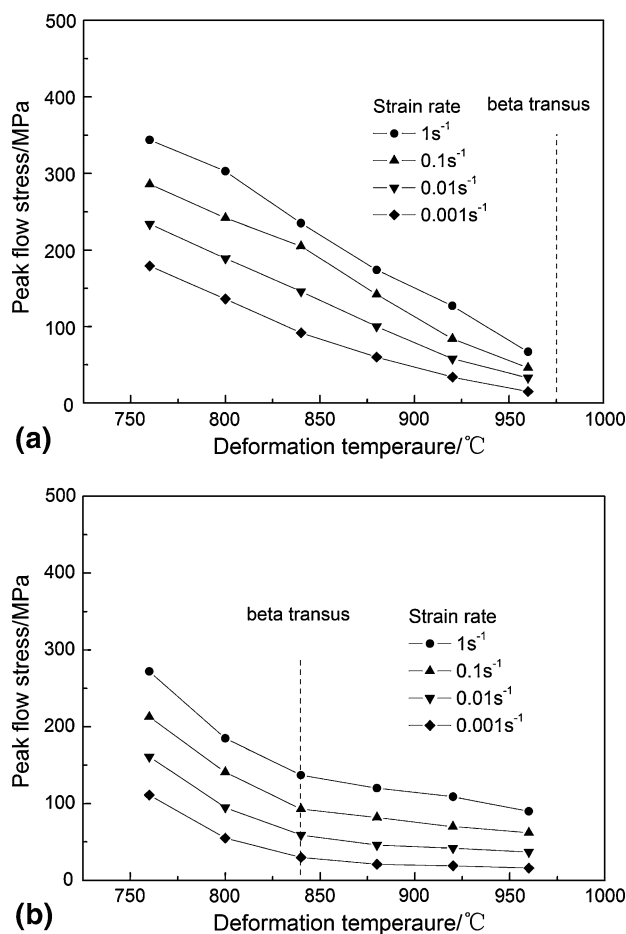 500
400
300
200
100
0
Peak flow stress/MPa
Strain rate
1s⁻¹
0.1s⁻¹
0.01s⁻¹
0.001s⁻¹
beta transus
750 800 850 900 950 1000
(a) Deformation temperaure/℃
500
400
300
200
100
0
Peak flow stress/MPa
beta transus
Strain rate
1s⁻¹
0.1s⁻¹
0.01s⁻¹
0.001s⁻¹
750 800 850 900 950 1000
(b) Deformation temperaure/℃